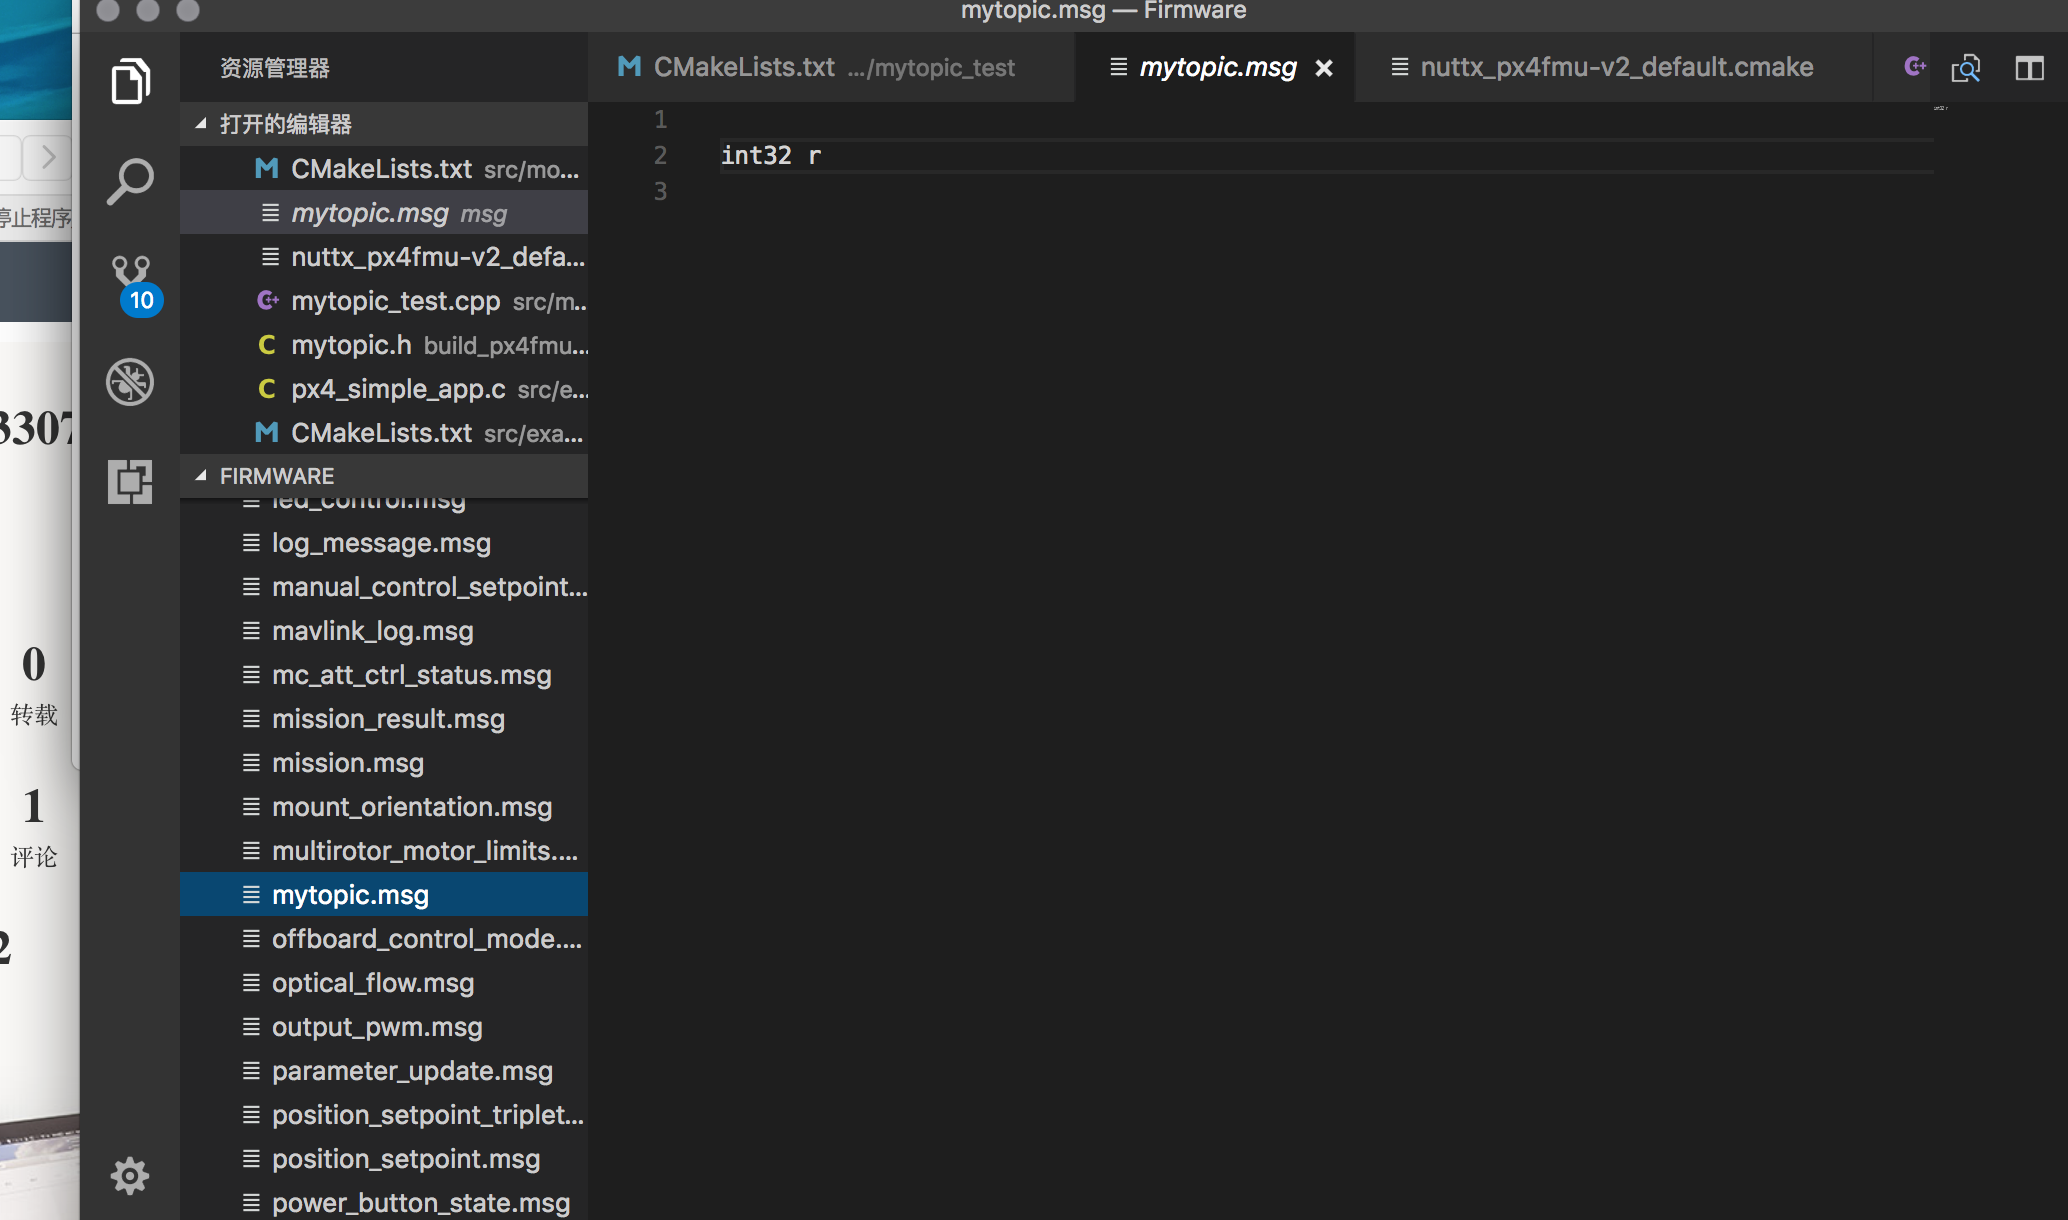 mytopic.msg — Firmware
资源管理器
打开的编辑器
CMakeLists.txt src/mo...
mytopic.msg msg
nuttx_px4fmu-v2_defa...
mytopic_test.cpp src/m...
mytopic.h build_px4fmu...
px4_simple_app.c src/e...
CMakeLists.txt src/exa...
FIRMWARE
led_control.msg
log_message.msg
manual_control_setpoint...
mavlink_log.msg
mc_att_ctrl_status.msg
mission_result.msg
mission.msg
mount_orientation.msg
multirotor_motor_limits....
mytopic.msg
offboard_control_mode....
optical_flow.msg
output_pwm.msg
parameter_update.msg
position_setpoint_triplet...
position_setpoint.msg
power_button_state.msg
CMakeLists.txt .../mytopic_test
mytopic.msg
nuttx_px4fmu-v2_default.cmake
1
2 int32 r
3
10
停止程序
3307
0
转载
1
评论
2